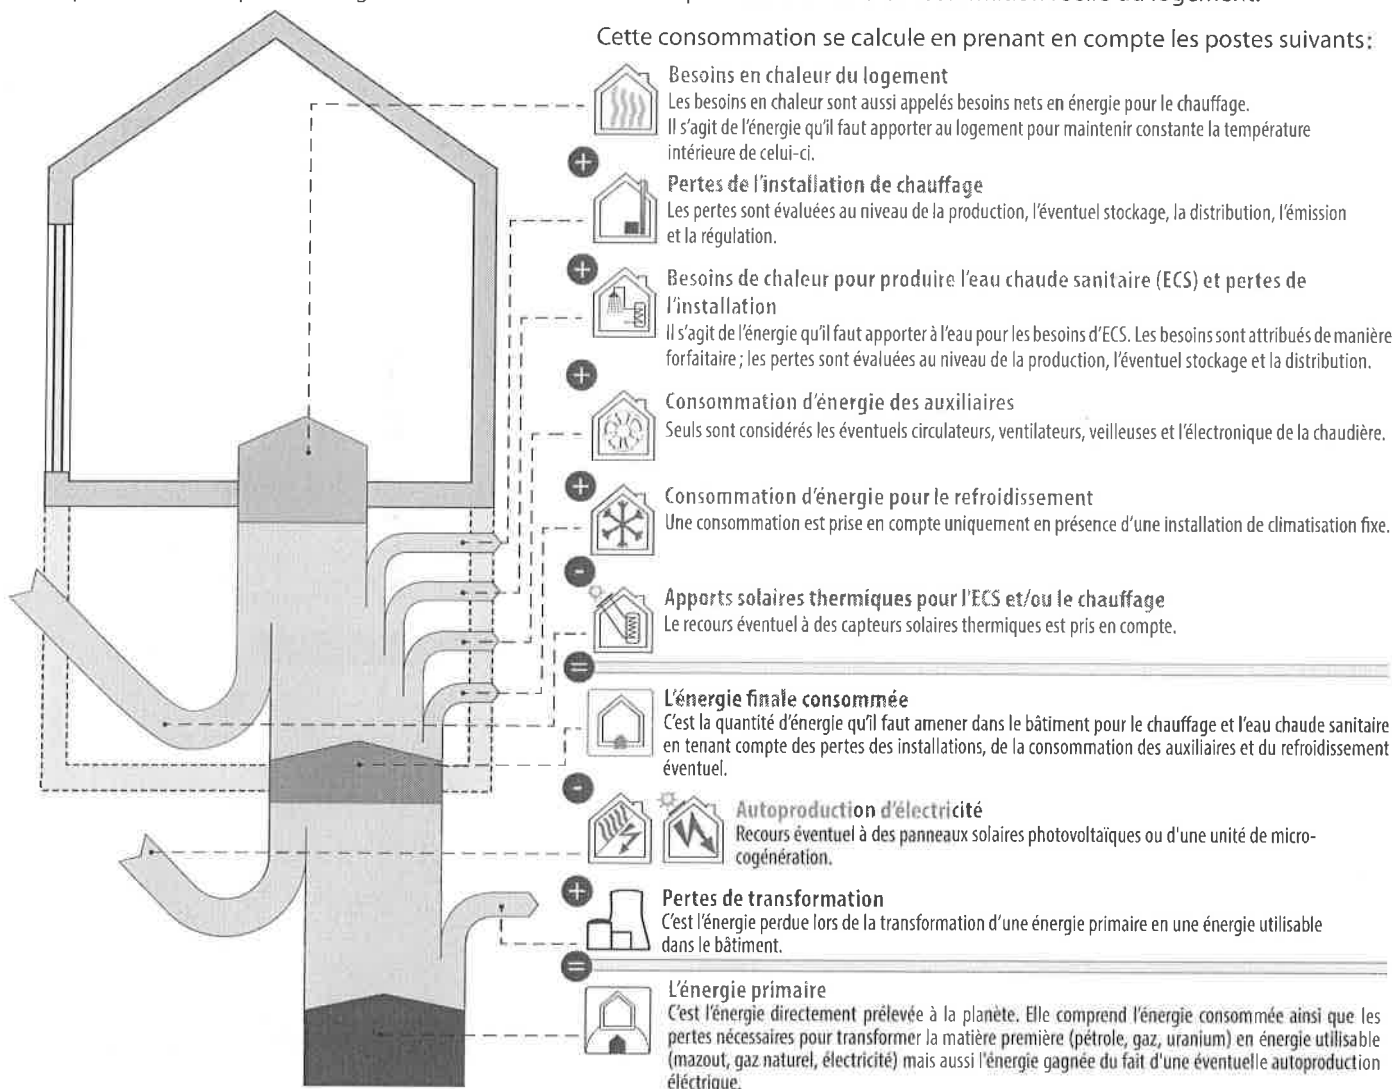 Cette consommation se calcule en prenant en compte les postes suivants:
Besoins en chaleur du logement
Les besoins en chaleur sont aussi appelés besoins nets en énergie pour le chauffage.
Il s'agit de l'énergie qu'il faut apporter au logement pour maintenir constante la température
intérieure de celui-ci.
+
Pertes de l'installation de chauffage
Les pertes sont évaluées au niveau de la production, l'éventuel stockage, la distribution, l'émission
et la régulation.
+
Besoins de chaleur pour produire l'eau chaude sanitaire (ECS) et pertes de
l'installation
Il s'agit de l'énergie qu'il faut apporter à l'eau pour les besoins d'ECS. Les besoins sont attribués de manière
forfaitaire; les pertes sont évaluées au niveau de la production, l'éventuel stockage et la distribution.
+
Consommation d'énergie des auxiliaires
Seuls sont considérés les éventuels circulateurs, ventilateurs, veilleuses et l'électronique de la chaudière.
+
Consommation d'énergie pour le refroidissement
Une consommation est prise en compte uniquement en présence d'une installation de climatisation fixe.
-
Apports solaires thermiques pour l'ECS et/ou le chauffage
Le recours éventuel à des capteurs solaires thermiques est pris en compte.
=
L'énergie finale consommée
C'est la quantité d'énergie qu'il faut amener dans le bâtiment pour le chauffage et l'eau chaude sanitaire
en tenant compte des pertes des installations, de la consommation des auxiliaires et du refroidissement
éventuel.
-
Autoproduction d'électricité
Recours éventuel à des panneaux solaires photovoltaïques ou d'une unité de micro-
cogénération.
+
Pertes de transformation
C'est l'énergie perdue lors de la transformation d'une énergie primaire en une énergie utilisable
dans le bâtiment.
=
L'énergie primaire
C'est l'énergie directement prélevée à la planète. Elle comprend l'énergie consommée ainsi que les
pertes nécessaires pour transformer la matière première (pétrole, gaz, uranium) en énergie utilisable
(mazout, gaz naturel, électricité) mais aussi l'énergie gagnée du fait d'une éventuelle autoproduction
éléctrique.